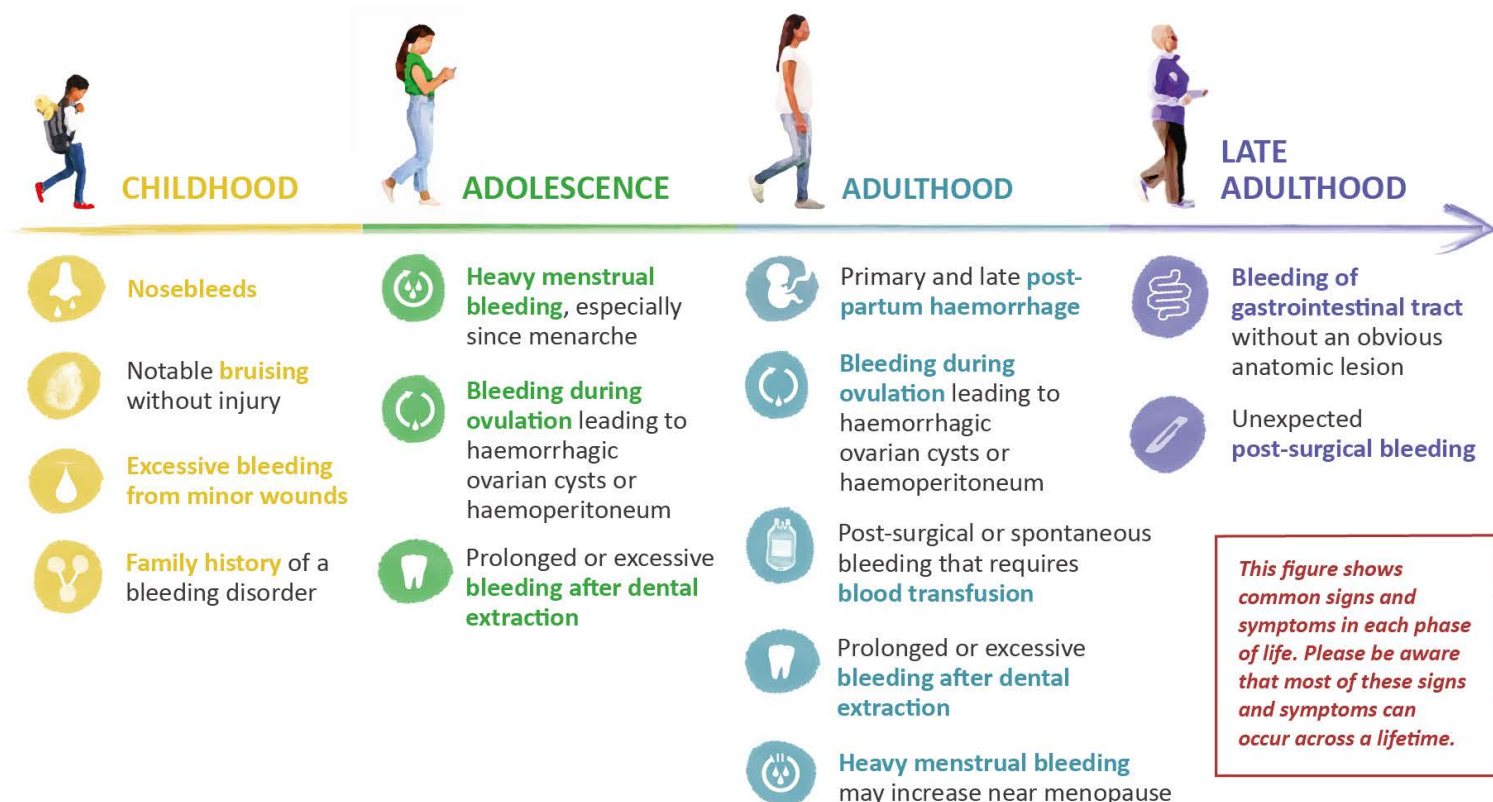 CHILDHOOD
Nosebleeds
Notable bruising
without injury
Excessive bleeding
from minor wounds
Family history of a
bleeding disorder
ADOLESCENCE
Heavy menstrual
bleeding, especially
since menarche
Bleeding during
ovulation leading to
haemorrhagic
ovarian cysts or
haemoperitoneum
Prolonged or excessive
bleeding after dental
extraction
ADULTHOOD
Primary and late post-
partum haemorrhage
Bleeding during
ovulation leading to
haemorrhagic
ovarian cysts or
haemoperitoneum
Post-surgical or spontaneous
bleeding that requires
blood transfusion
Prolonged or excessive
bleeding after dental
extraction
Heavy menstrual bleeding
may increase near menopause
LATE
ADULTHOOD
Bleeding of
gastrointestinal tract
without an obvious
anatomic lesion
Unexpected
post-surgical bleeding
This figure shows
common signs and
symptoms in each phase
of life. Please be aware
that most of these signs
and symptoms can
occur across a lifetime.